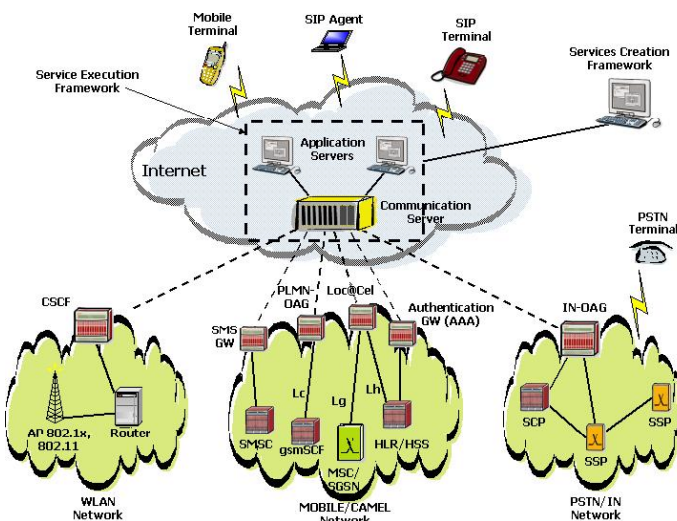 Mobile
Terminal
SIP Agent
SIP
Terminal
Services Creation
Framework
Service Execution
Framework
Application
Servers
Internet
Communication
Server
PSTN
Terminal
CSCF
PLMN-
OAG
Loc@Cel
Authentication
GW (AAA)
IN-OAG
SMS
GW
Lc
Lg
Lh
AP 802.1x,
802.11
Router
SMSC
gsmSCF
MSC/
SGSN
HLR/HSS
SCP
SSP
SSP
WLAN
Network
MOBILE/CAMEL
Network
PSTN/IN
Network